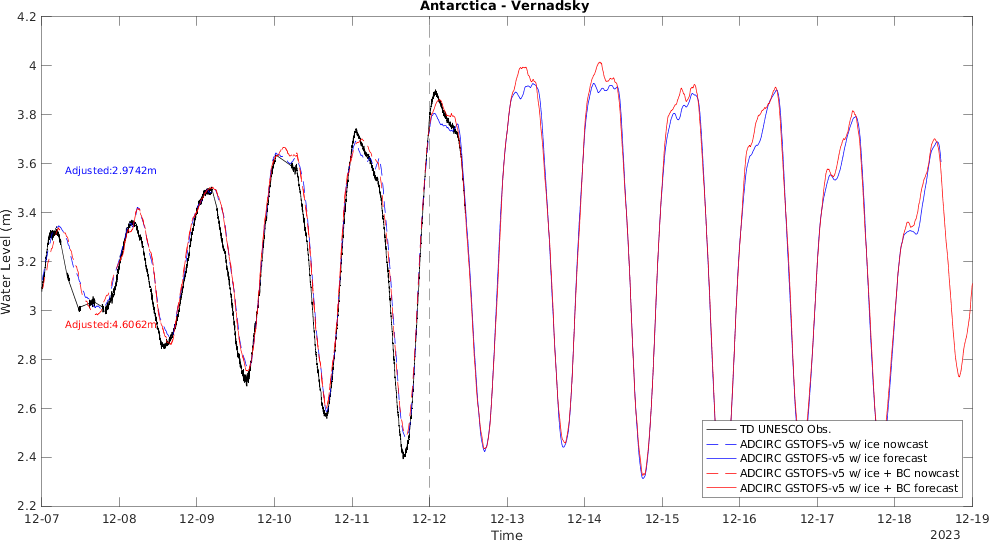 Antarctica - Vernadsky
4.2
4
3.8
3.6
3.4
3.2
3
2.8
2.6
2.4
2.2
Water Level (m)
Adjusted:2.9742m
Adjusted:4.6062m
TD UNESCO Obs.
ADCIRC GSTOFS-v5 w/ ice nowcast
ADCIRC GSTOFS-v5 w/ ice forecast
ADCIRC GSTOFS-v5 w/ ice + BC nowcast
ADCIRC GSTOFS-v5 w/ ice + BC forecast
12-07 12-08 12-09 12-10 12-11 12-12 12-13 12-14 12-15 12-16 12-17 12-18 12-19
Time
2023